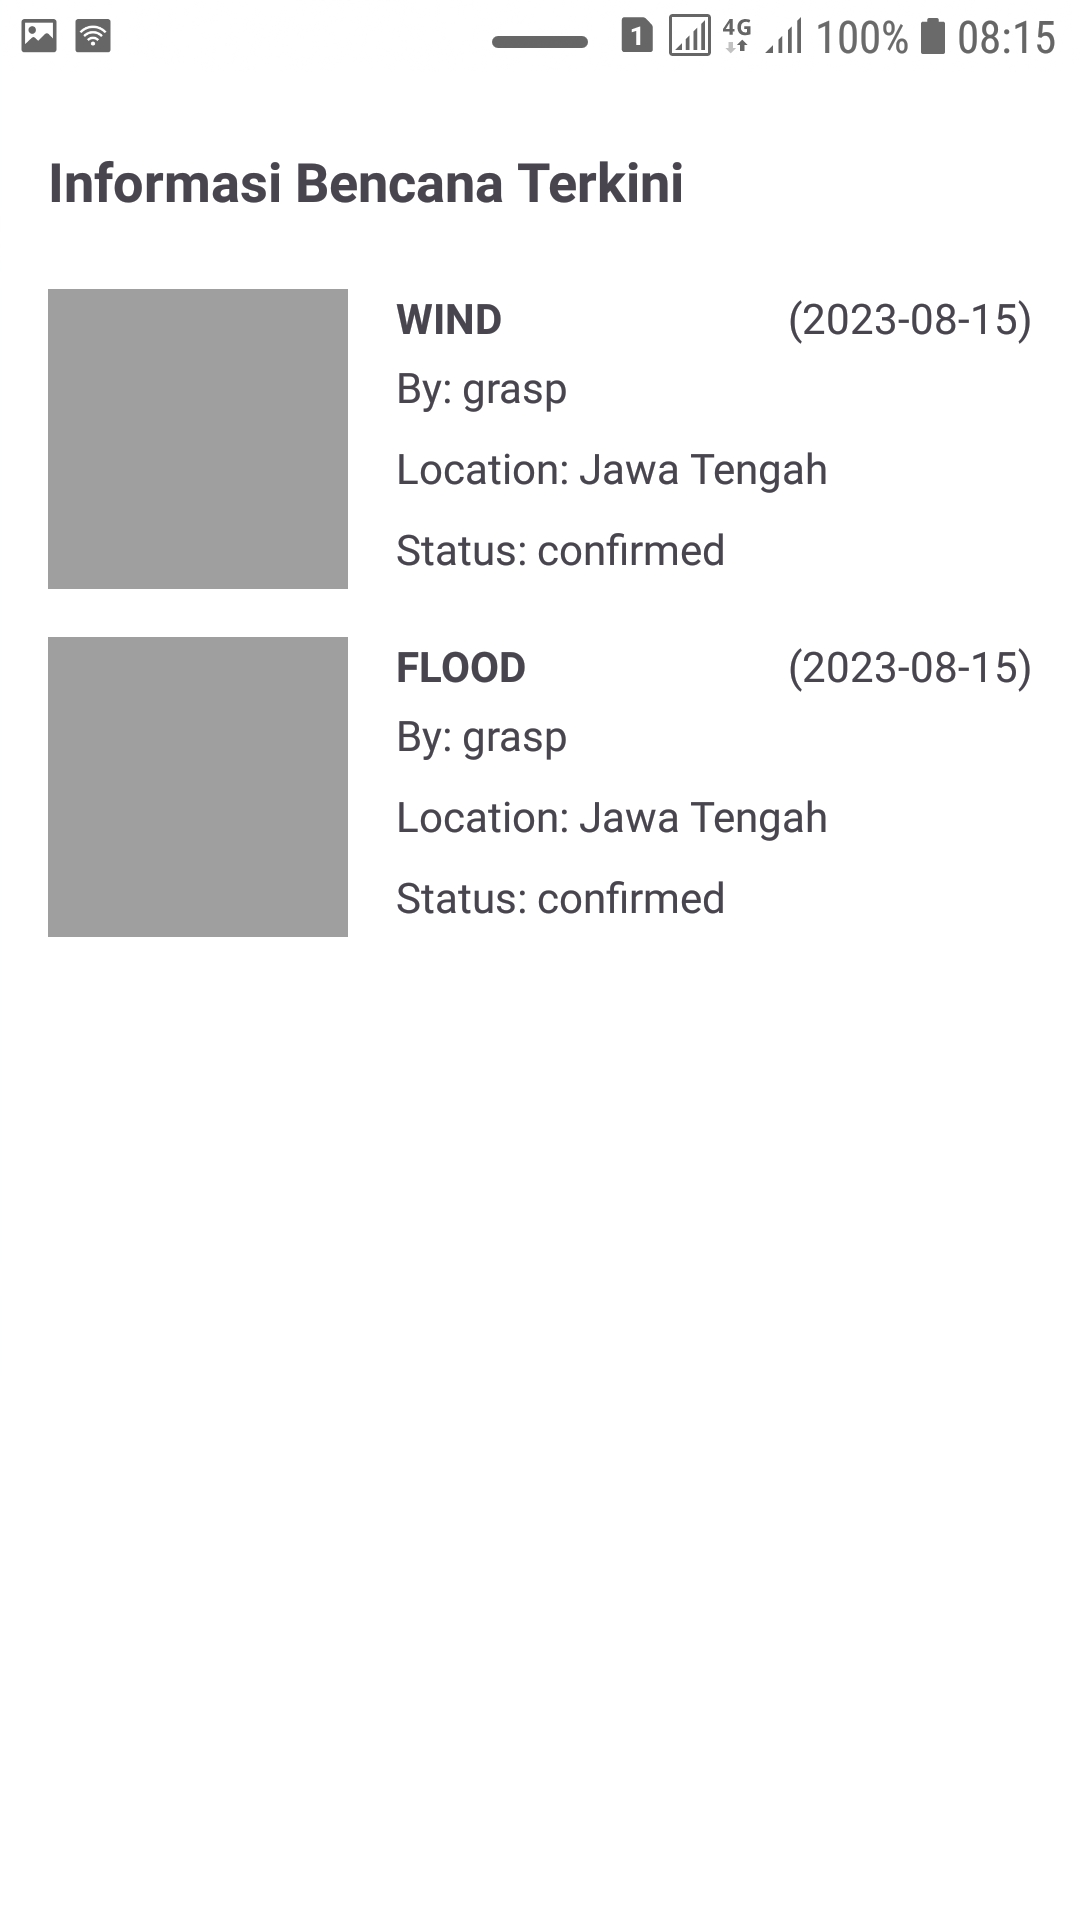 1 4G 100% 08:15
Informasi Bencana Terkini
WIND (2023-08-15)
By: grasp
Location: Jawa Tengah
Status: confirmed
FLOOD (2023-08-15)
By: grasp
Location: Jawa Tengah
Status: confirmed